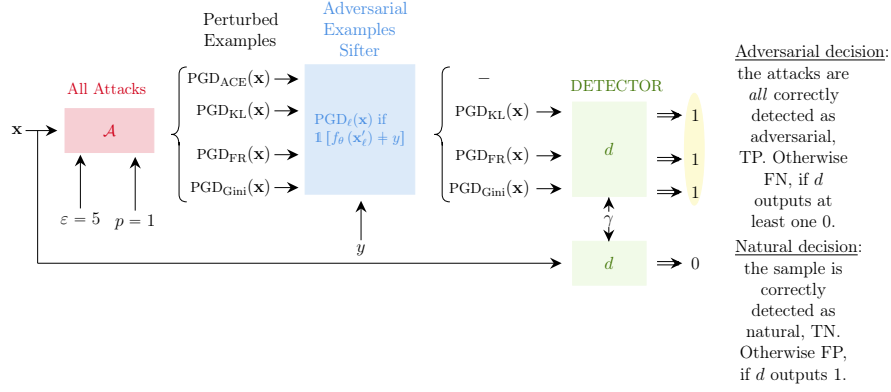 Perturbed
Examples
Adversarial
Examples
Sifter
All Attacks
x
𝒜
ε = 5
p = 1
PGD_ACE(x)
PGD_KL(x)
PGD_FR(x)
PGD_Gini(x)
PGD_ℓ(x) if
𝟙 [f_θ (x′_ℓ) ≠ y]
y
–
PGD_KL(x)
PGD_FR(x)
PGD_Gini(x)
DETECTOR
d
γ
d
1
1
1
0
Adversarial decision:
the attacks are
all correctly
detected as
adversarial,
TP. Otherwise
FN, if d
outputs at
least one 0.
Natural decision:
the sample is
correctly
detected as
natural, TN.
Otherwise FP,
if d outputs 1.